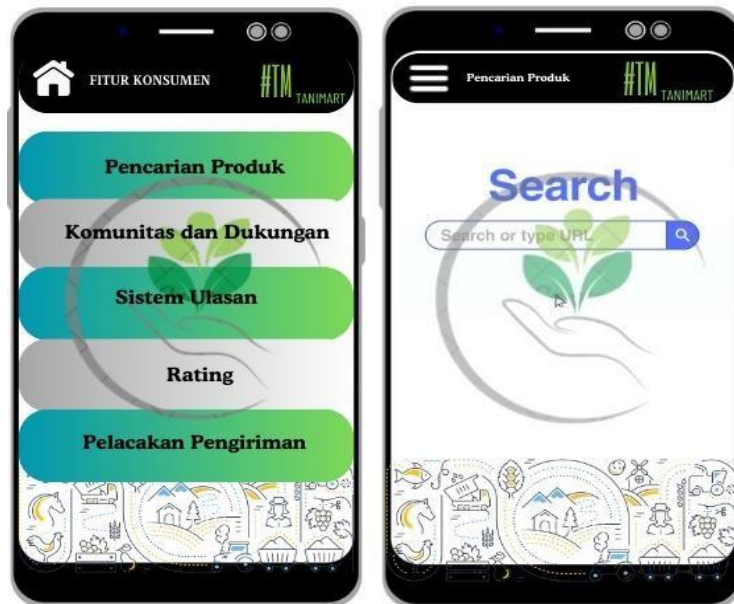 FITUR KONSUMEN
#TM
TANIMART
Pencarian Produk
Komunitas dan Dukungan
Sistem Ulasan
Rating
Pelacakan Pengiriman
Pencarian Produk
#TM
TANIMART
Search
Search or type URL